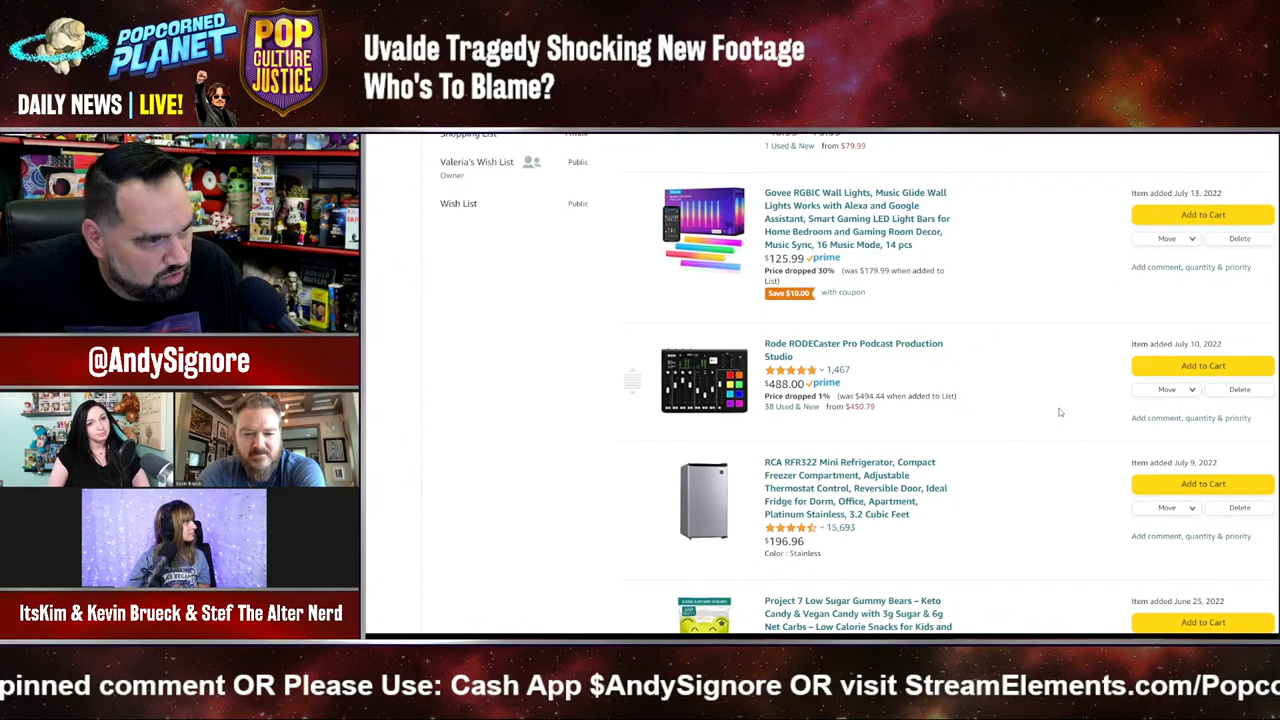 POPCORNED
PLANET
POP
CULTURE
JUSTICE
DAILY NEWS | LIVE!
Uvalde Tragedy Shocking New Footage
Who's To Blame?
@AndySignore
Kevin Brueck
ItsKim & Kevin Brueck & Stef The Alter Nerd
Shopping List
Valeria's Wish List
Owner
Public
Wish List
Public
1 Used & New from $79.99
Govee RGBIC Wall Lights, Music Glide Wall
Lights Works with Alexa and Google
Assistant, Smart Gaming LED Light Bars for
Home Bedroom and Gaming Room Decor,
Music Sync, 16 Music Mode, 14 pcs
$125.99 prime
Price dropped 30% (was $179.99 when added to
List)
Save $10.00 with coupon
Item added July 13, 2022
Add to Cart
Move
Delete
Add comment, quantity & priority
Rode RODECaster Pro Podcast Production
Studio
1,467
$488.00 prime
Price dropped 1% (was $494.44 when added to List)
38 Used & New from $450.79
Item added July 10, 2022
Add to Cart
Move
Delete
Add comment, quantity & priority
RCA RFR322 Mini Refrigerator, Compact
Freezer Compartment, Adjustable
Thermostat Control, Reversible Door, Ideal
Fridge for Dorm, Office, Apartment,
Platinum Stainless, 3.2 Cubic Feet
15,693
$196.96
Color : Stainless
Item added July 9, 2022
Add to Cart
Move
Delete
Add comment, quantity & priority
Project 7 Low Sugar Gummy Bears – Keto
Candy & Vegan Candy with 3g Sugar & 6g
Net Carbs – Low Calorie Snacks for Kids and
Item added June 25, 2022
Add to Cart
pinned comment OR Please Use: Cash App $AndySignore OR visit StreamElements.com/Popco